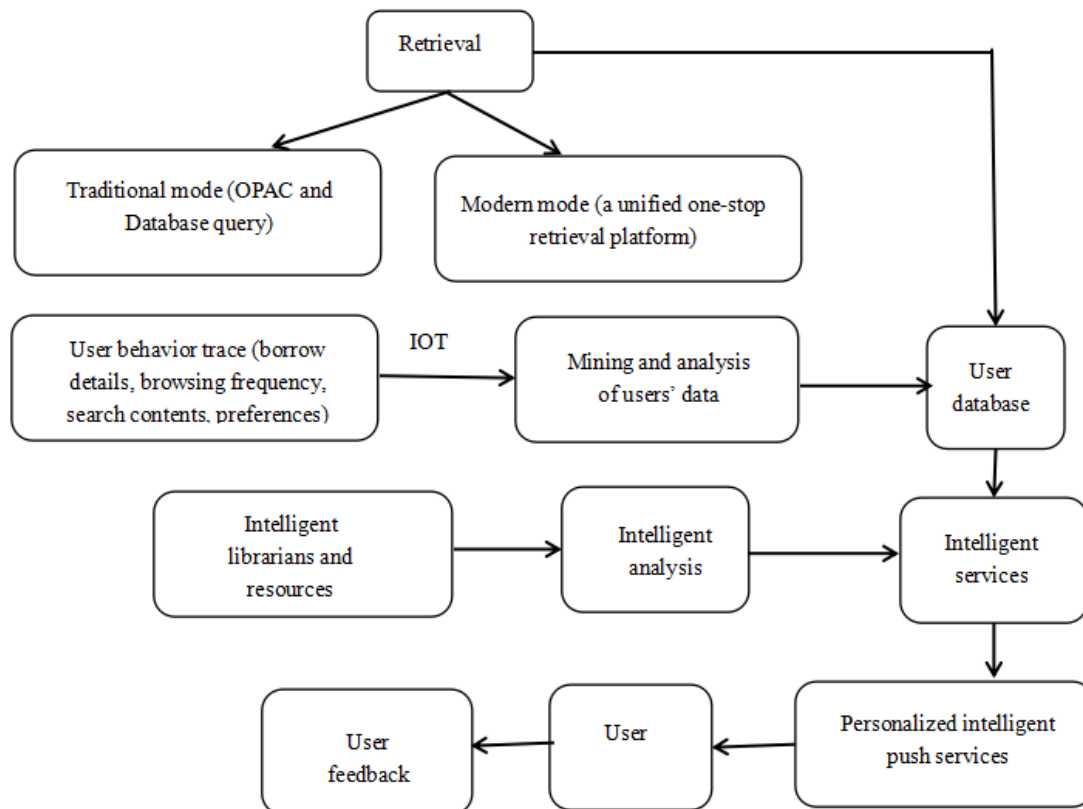 Retrieval
Traditional mode (OPAC and
Database query)
Modern mode (a unified one-stop
retrieval platform)
User behavior trace (borrow
details, browsing frequency,
search contents, preferences)
IOT
Mining and analysis
of users’ data
User
database
Intelligent
librarians and
resources
Intelligent
analysis
Intelligent
services
User
feedback
User
Personalized intelligent
push services